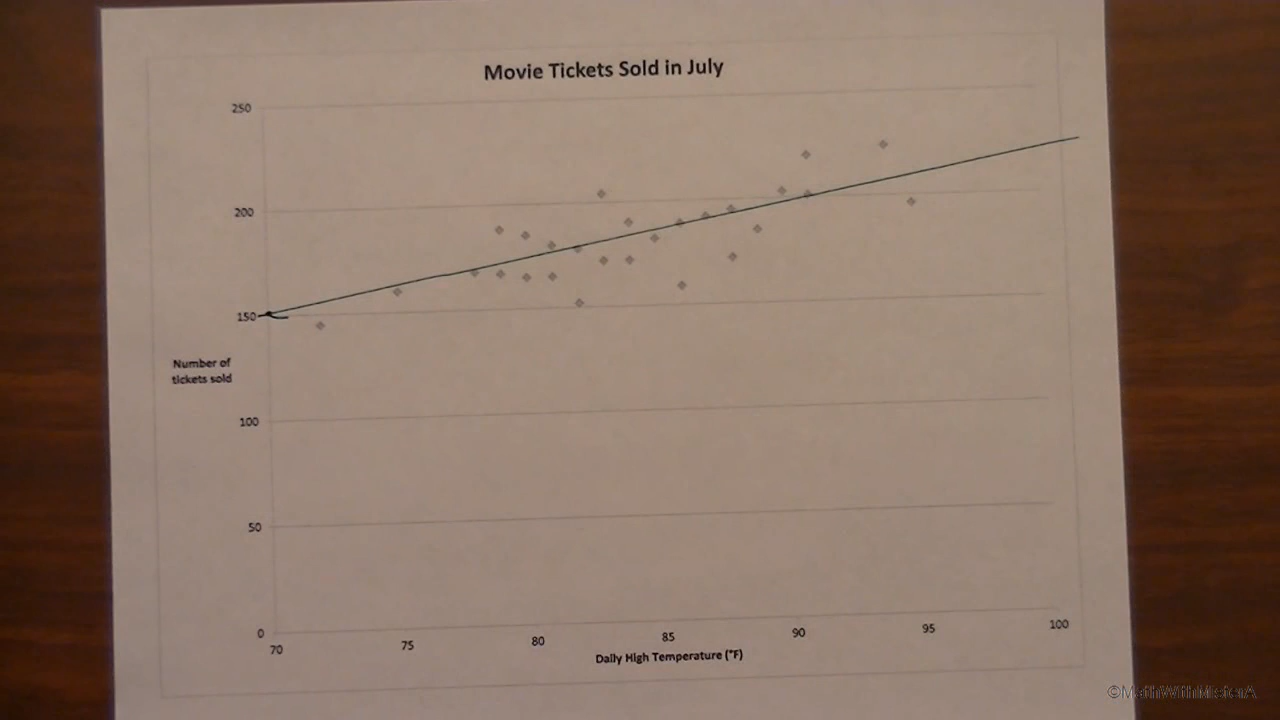 Movie Tickets Sold in July
250
200
150
Number of
tickets sold
100
50
0
70 75 80 85 90 95 100
Daily High Temperature (°F)
©MathWithMisterA